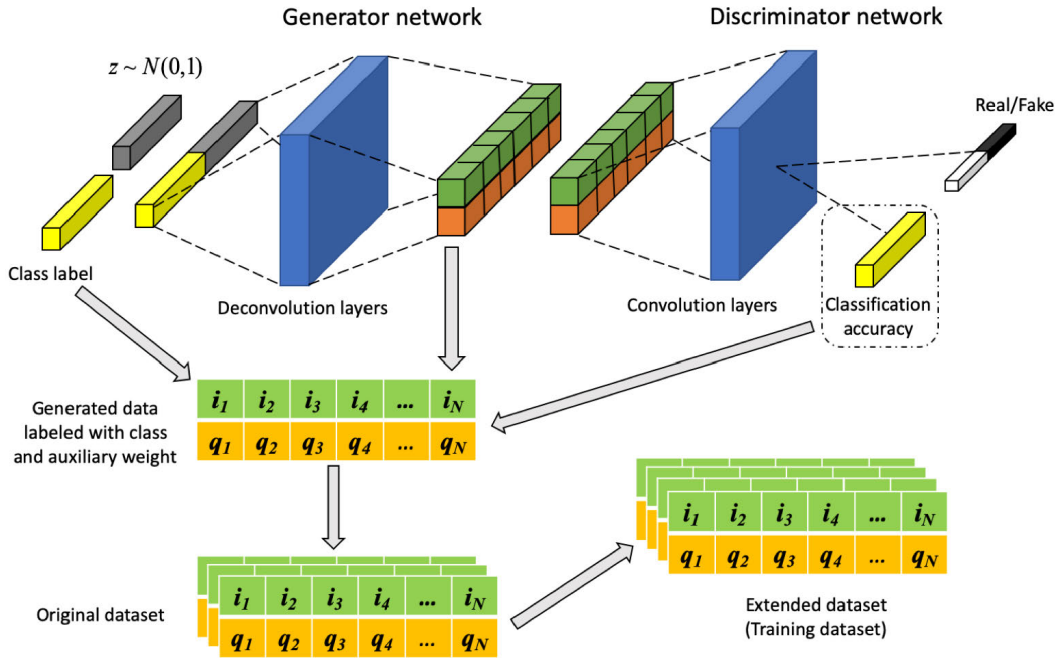 Generator network
Discriminator network
z ~ N(0,1)
Real/Fake
Class label
Deconvolution layers
Convolution layers
Classification
accuracy
Generated data
labeled with class
and auxiliary weight
i1 i2 i3 i4 ... iN
q1 q2 q3 q4 ... qN
i1 i2 i3 i4 ... iN
q1 q2 q3 q4 ... qN
Extended dataset
(Training dataset)
Original dataset
i1 i2 i3 i4 ... iN
q1 q2 q3 q4 ... qN